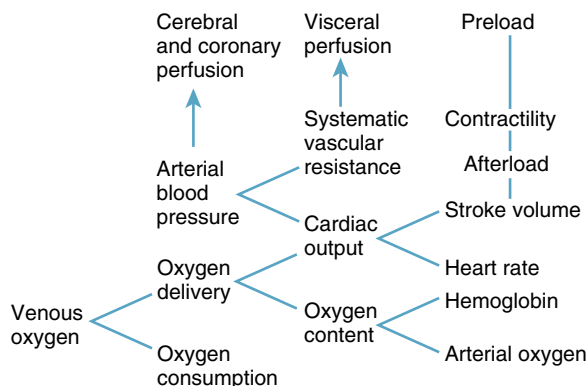 Cerebral
and coronary
perfusion
Visceral
perfusion
Preload
Systematic
vascular
resistance
Contractility
Afterload
Arterial
blood
pressure
Stroke volume
Cardiac
output
Oxygen
delivery
Heart rate
Venous
oxygen
Oxygen
content
Hemoglobin
Oxygen
consumption
Arterial oxygen